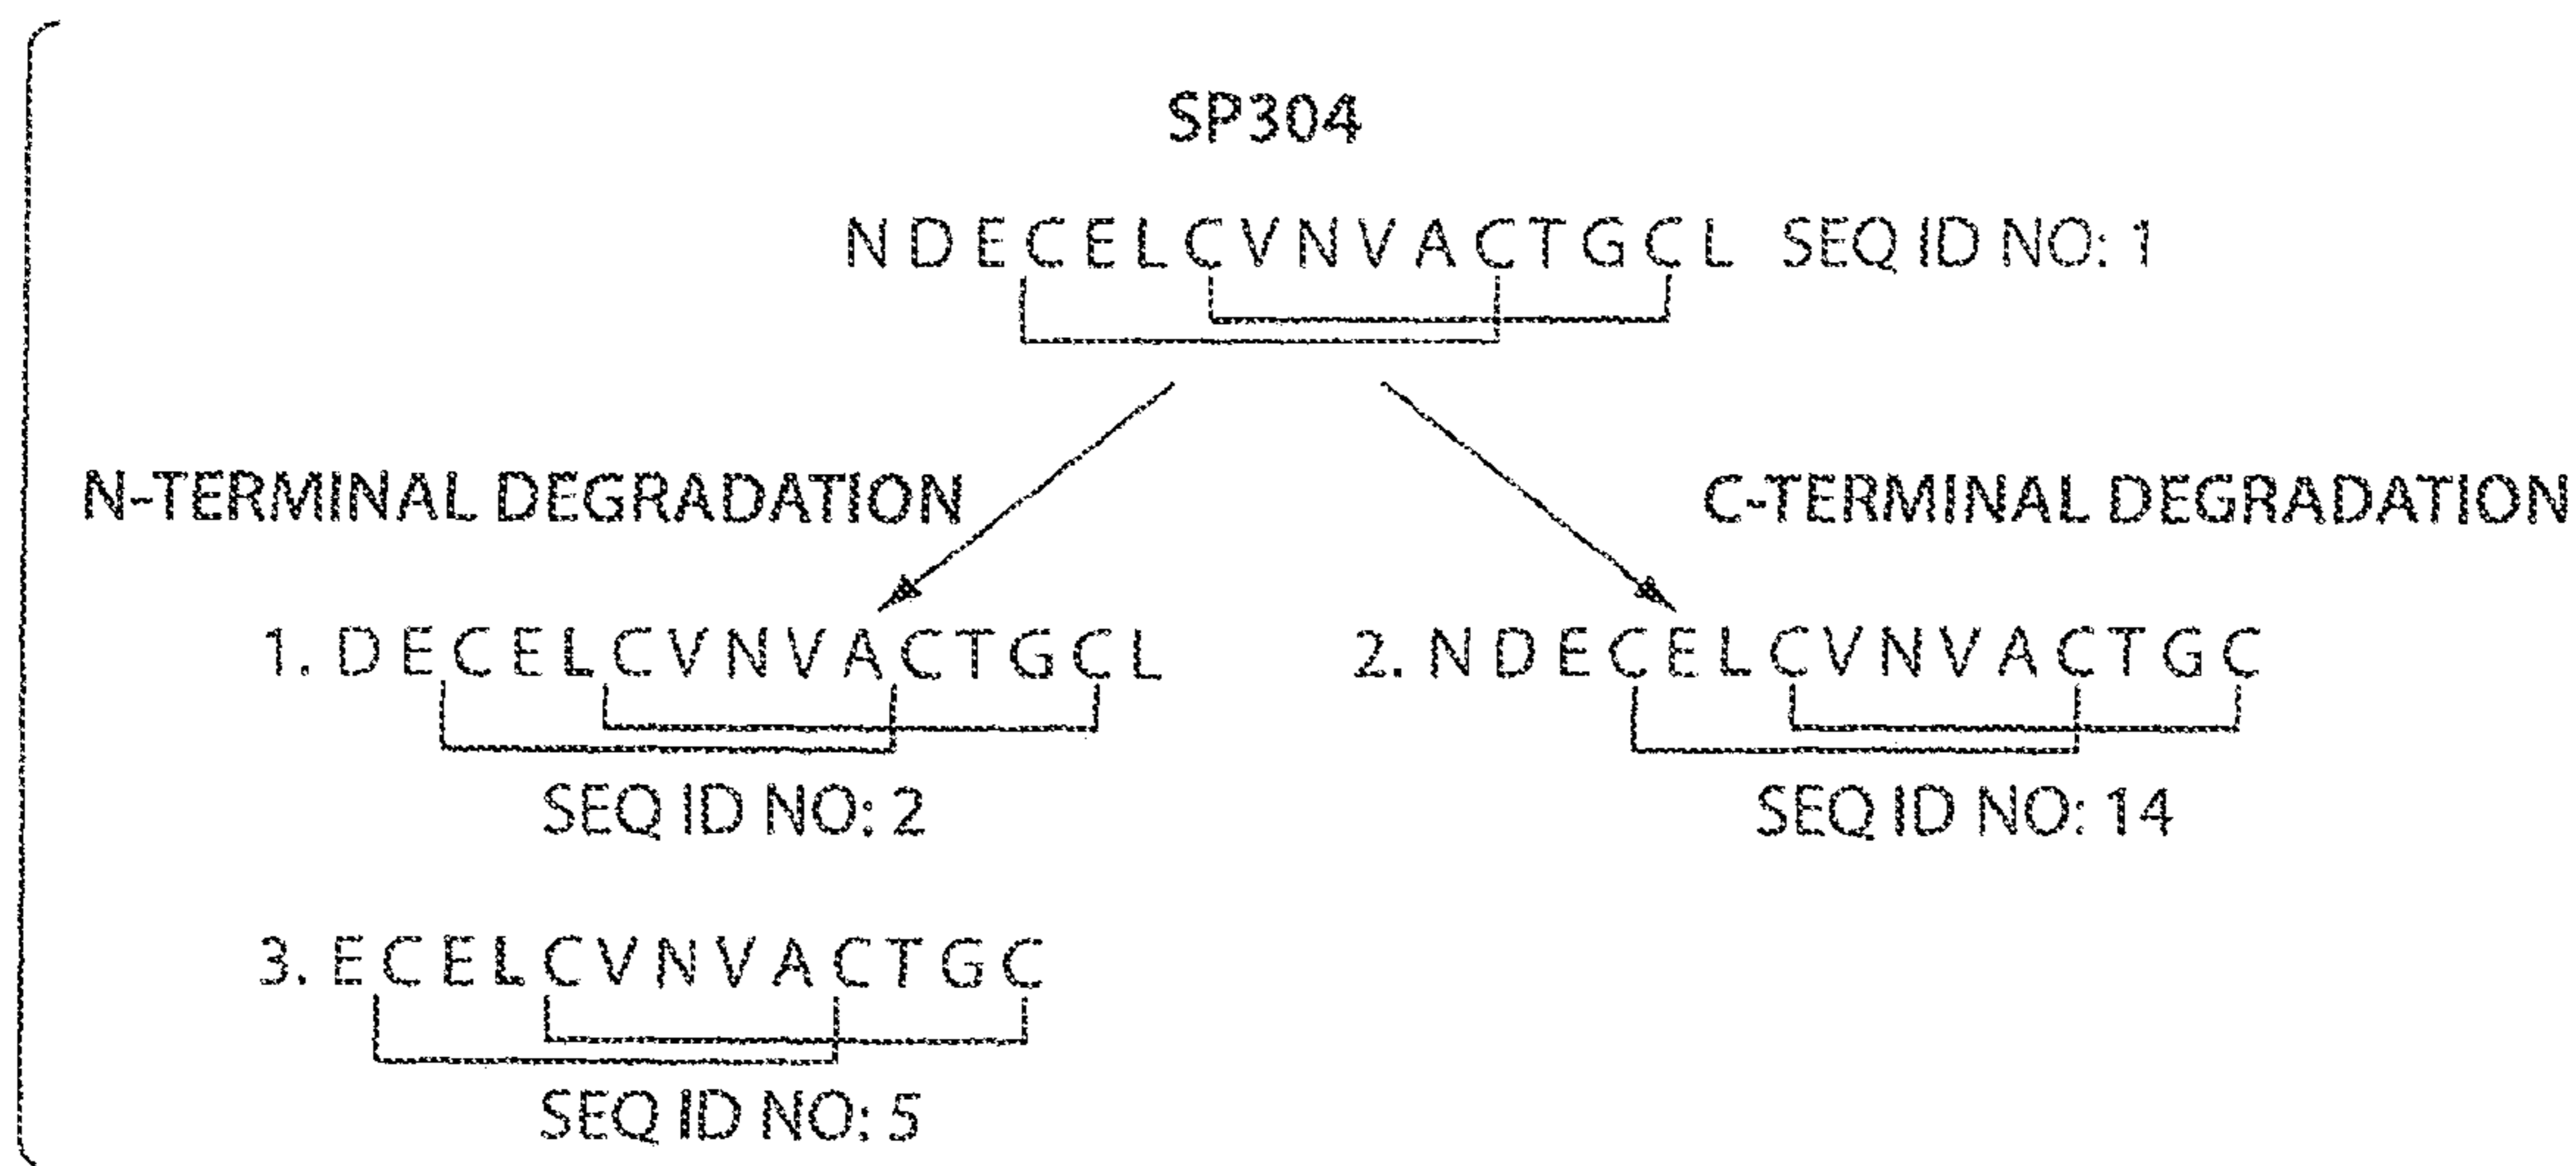 SP304
N D E C E L C V N V A C T G C L SEQ ID NO: 1
N-TERMINAL DEGRADATION
C-TERMINAL DEGRADATION
1. D E C E L C V N V A C T G C L
2. N D E C E L C V N V A C T G C
SEQ ID NO: 2
SEQ ID NO: 14
3. E C E L C V N V A C T G C
SEQ ID NO: 5